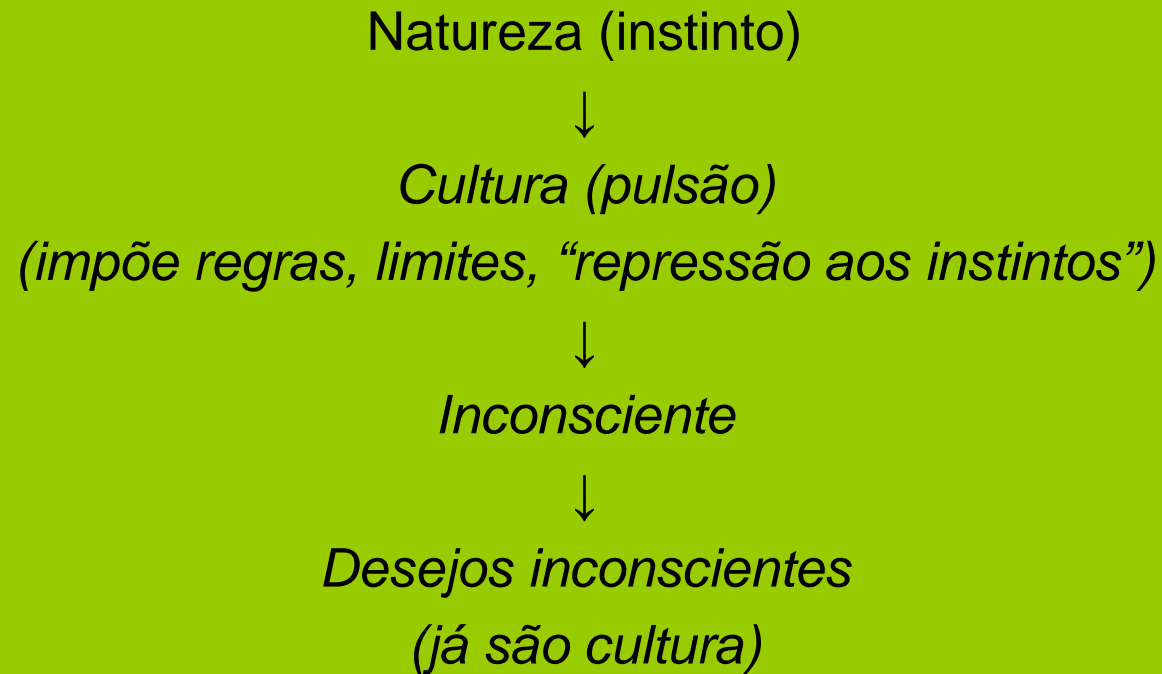 Natureza (instinto)
↓
Cultura (pulsão)
(impõe regras, limites, “repressão aos instintos”)
↓
Inconsciente
↓
Desejos inconscientes
(já são cultura)